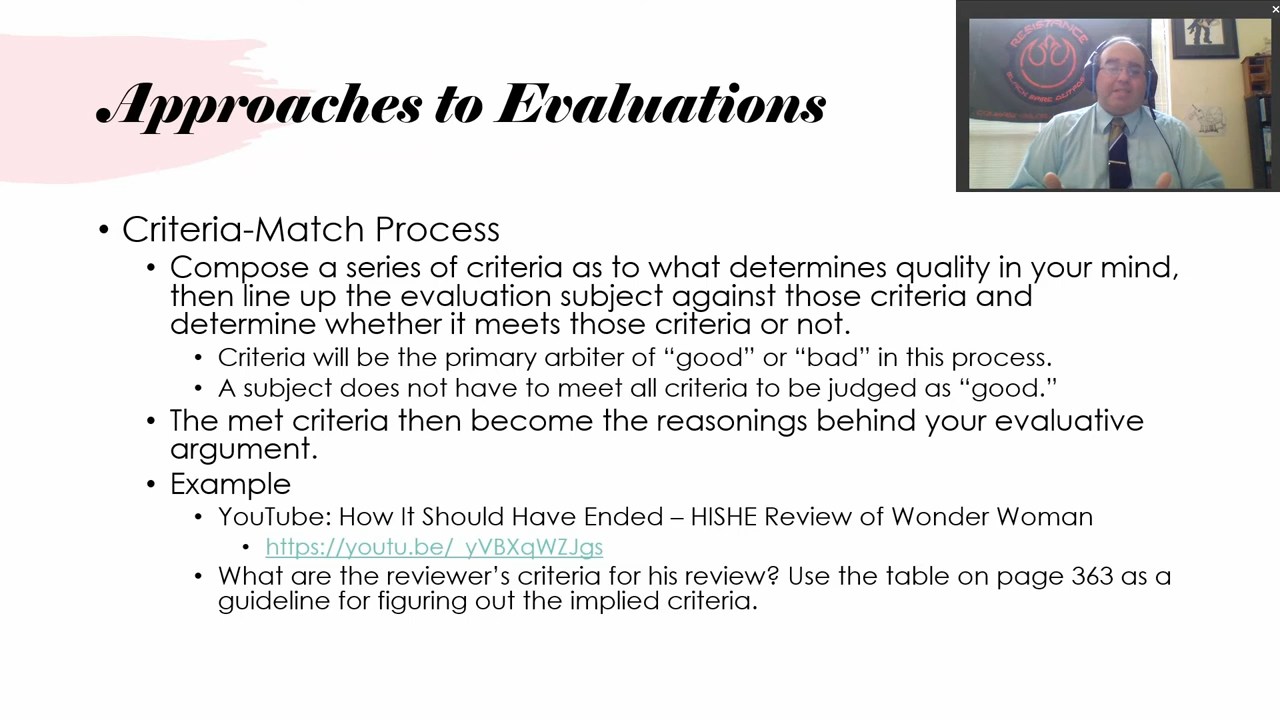 Approaches to Evaluations
RESISTANCE
BLACK SPIRE OUTPOST
• Criteria-Match Process
• Compose a series of criteria as to what determines quality in your mind,
then line up the evaluation subject against those criteria and
determine whether it meets those criteria or not.
• Criteria will be the primary arbiter of “good” or “bad” in this process.
• A subject does not have to meet all criteria to be judged as “good.”
• The met criteria then become the reasonings behind your evaluative
argument.
• Example
• YouTube: How It Should Have Ended – HISHE Review of Wonder Woman
• https://youtu.be/_yVBXqWZJgs
• What are the reviewer’s criteria for his review? Use the table on page 363 as a
guideline for figuring out the implied criteria.